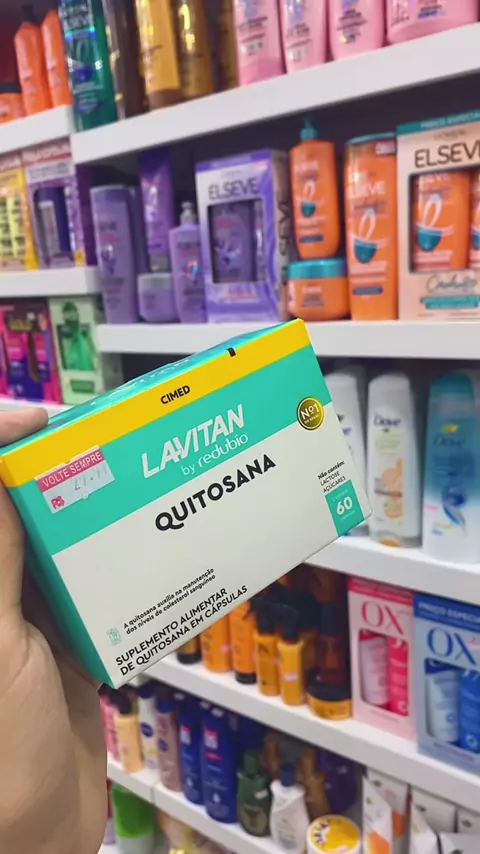 ELSEVE
ELSEVE
CIMED
LAVITAN
by redubio
Nº1
QUITOSANA
VOLTE SEMPRE
R$
Não contém:
LACTOSE
AÇÚCARES
60
A quitosana auxilia na manutenção
dos níveis de colesterol sanguíneo
SUPLEMENTO ALIMENTAR
DE QUITOSANA EM CÁPSULAS
Dove
Dove
OX
OX